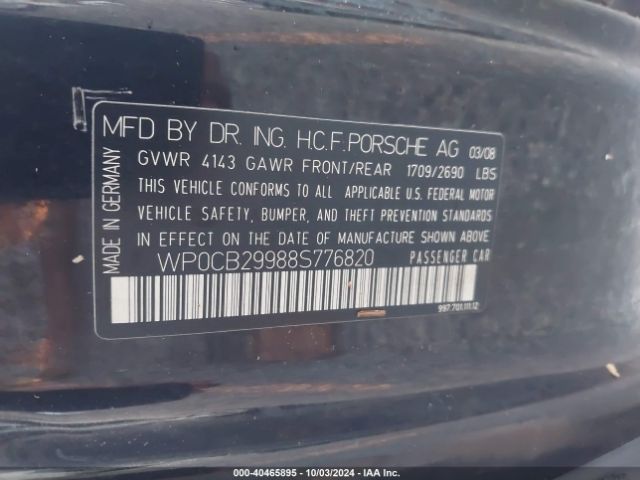 MFD BY DR. ING. H.C.F. PORSCHE AG 03/08
GVWR 4143 GAWR FRONT/REAR 1709/2690 LBS
THIS VEHICLE CONFORMS TO ALL APPLICABLE U.S. FEDERAL MOTOR
VEHICLE SAFETY, BUMPER, AND THEFT PREVENTION STANDARDS
IN EFFECT ON THE DATE OF MANUFACTURE SHOWN ABOVE.
WP0CB29988S776820 PASSENGER CAR
997.701.111.12
MADE IN GERMANY
000-40465895 - 10/03/2024 - IAA Inc.